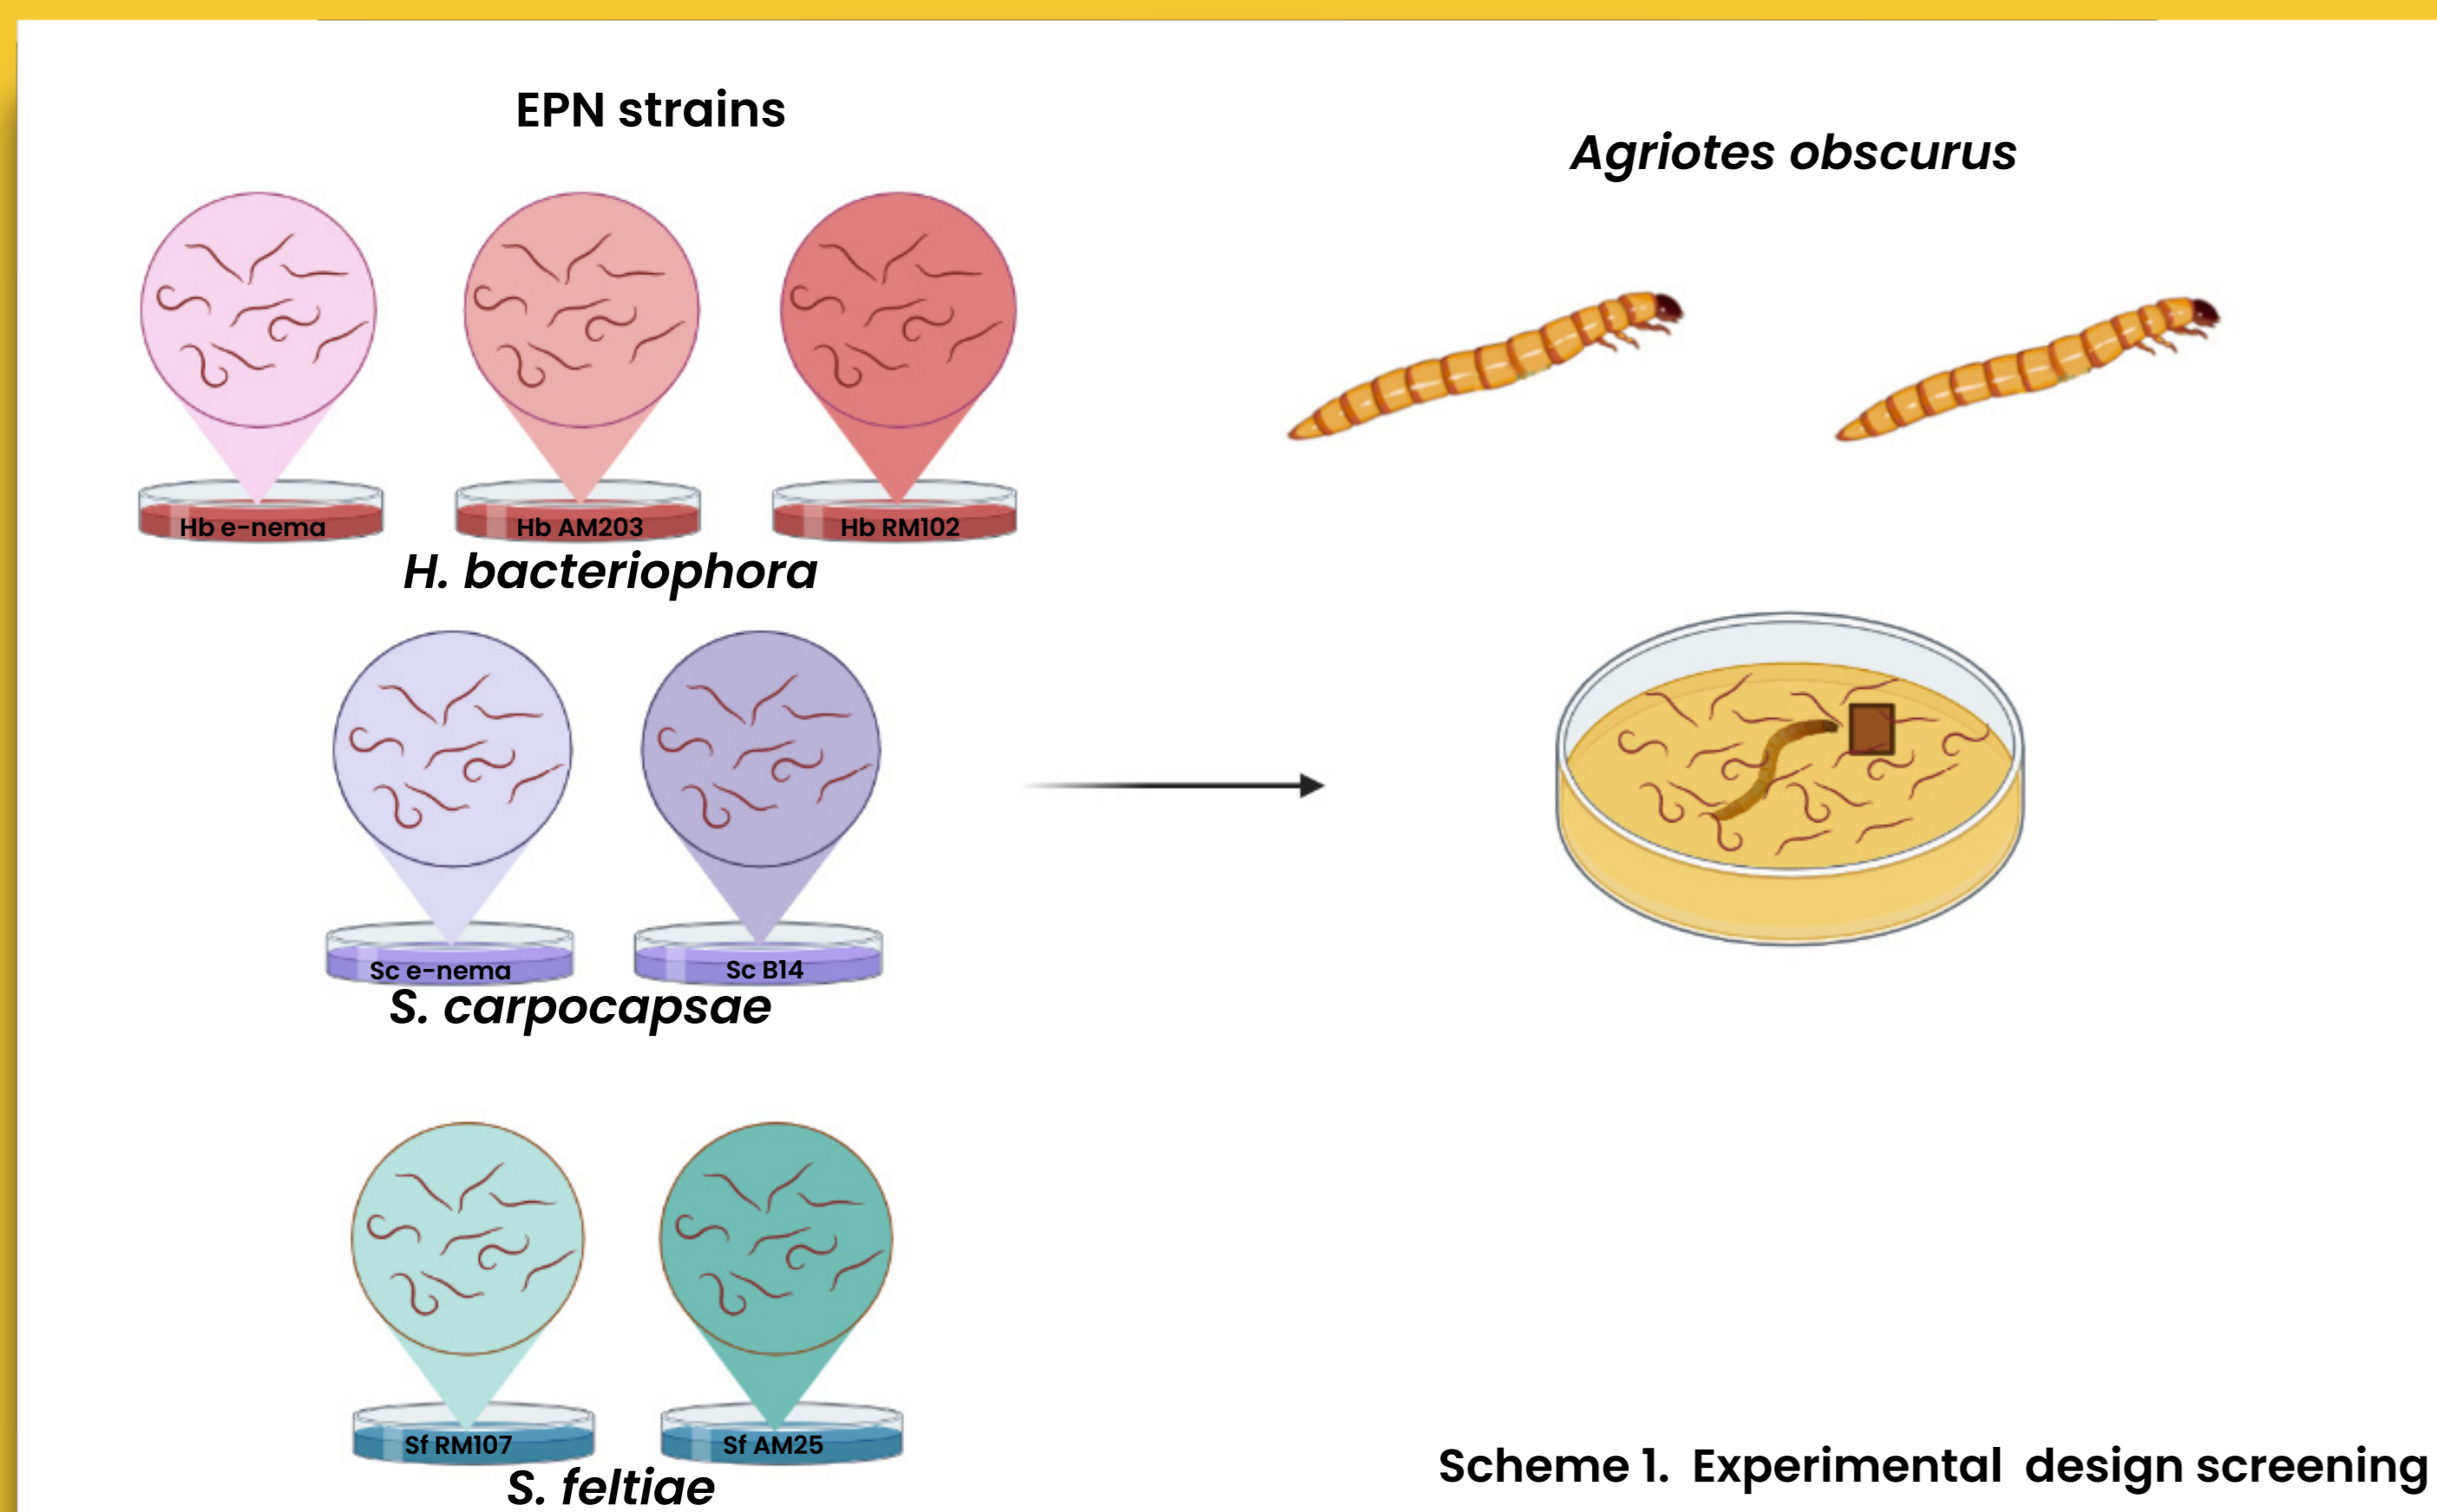 EPN strains
Agriotes obscurus
Hb e-nema
Hb AM203
Hb RM102
H. bacteriophora
Sc e-nema
Sc B14
S. carpocapsae
Sf RM107
Sf AM25
S. feltiae
Scheme 1. Experimental design screening